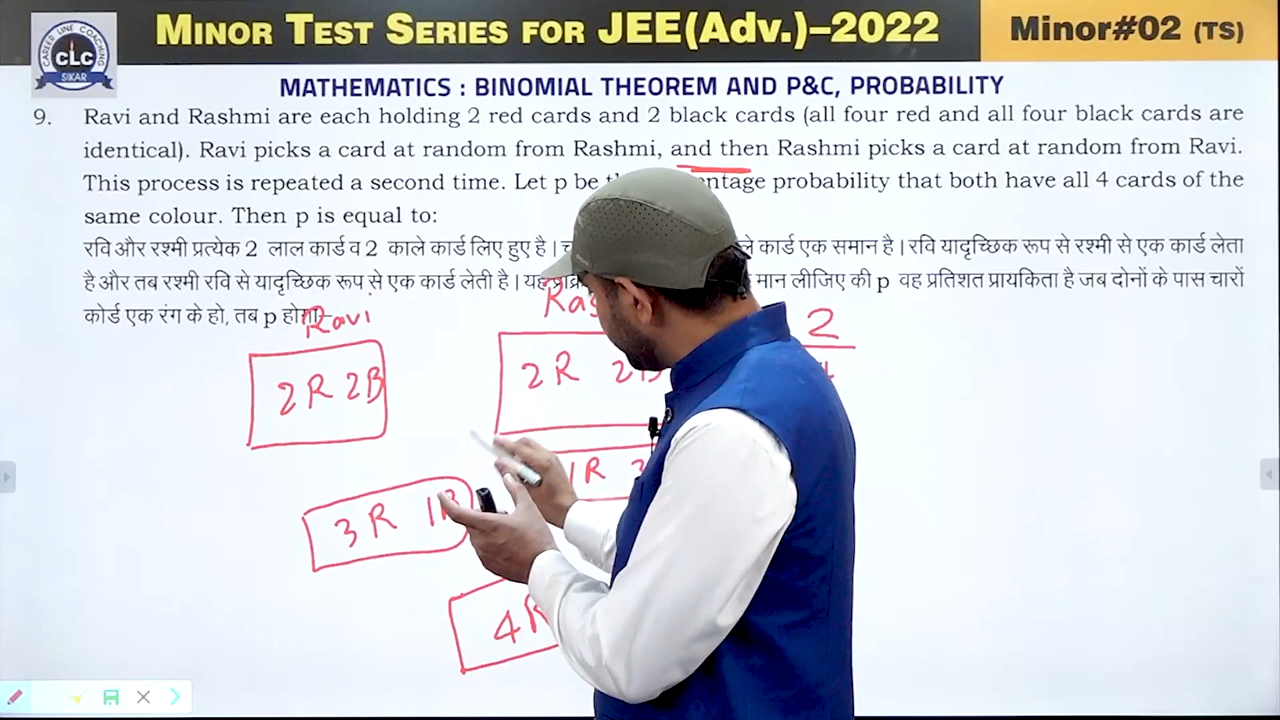 CAREER LINE COACHING
CLC
SIKAR
MINOR TEST SERIES FOR JEE(Adv.)–2022
Minor#02 (TS)
MATHEMATICS : BINOMIAL THEOREM AND P&C, PROBABILITY
9. Ravi and Rashmi are each holding 2 red cards and 2 black cards (all four red and all four black cards are
identical). Ravi picks a card at random from Rashmi, and then Rashmi picks a card at random from Ravi.
This process is repeated a second time. Let p be probability that both have all 4 cards of the
same colour. Then p is equal to:
रवि और रश्मी प्रत्येक 2 लाल कार्ड व 2 काले कार्ड लिए हुए है। कार्ड एक समान है। रवि यादृच्छिक रूप से रश्मी से एक कार्ड लेता
है और तब रश्मी रवि से यादृच्छिक रूप से एक कार्ड लेती है। मान लीजिए की p वह प्रतिशत प्रायकिता है जब दोनों के पास चारों
कोर्ड एक रंग के हो, तब p होगा–
Ravi
2R 2B
2R
2
1R
3R
4R